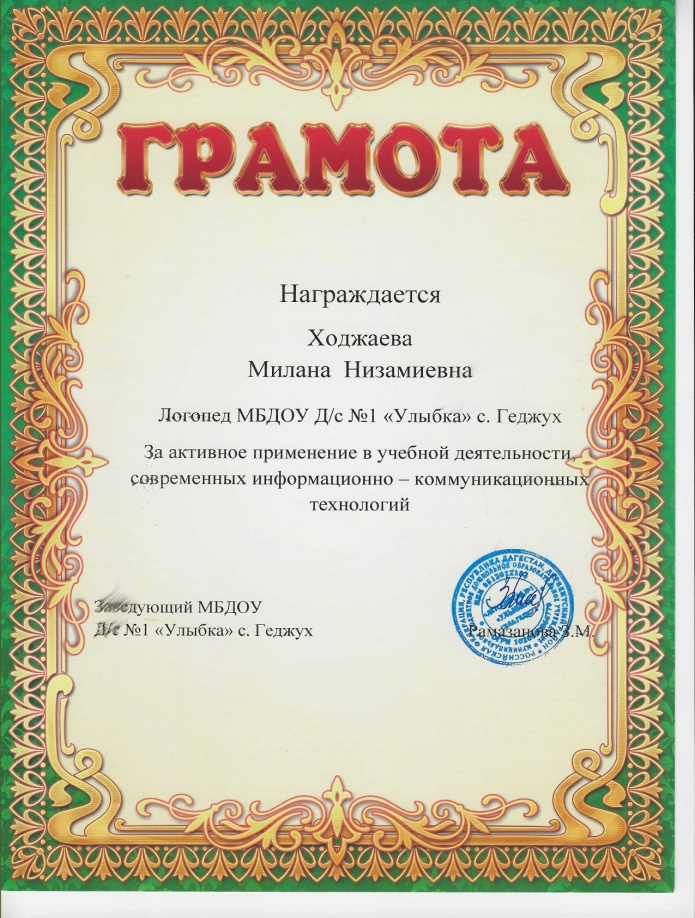 ГРАМОТА
Награждается
Ходжаева
Милана Низамиевна
Логопед МБДОУ Д/с №1 «Улыбка» с. Геджух
За активное применение в учебной деятельности,
современных информационно – коммуникационных
технологий
Заведующий МБДОУ
Д/с №1 «Улыбка» с. Геджух
Рамазанова З.М.